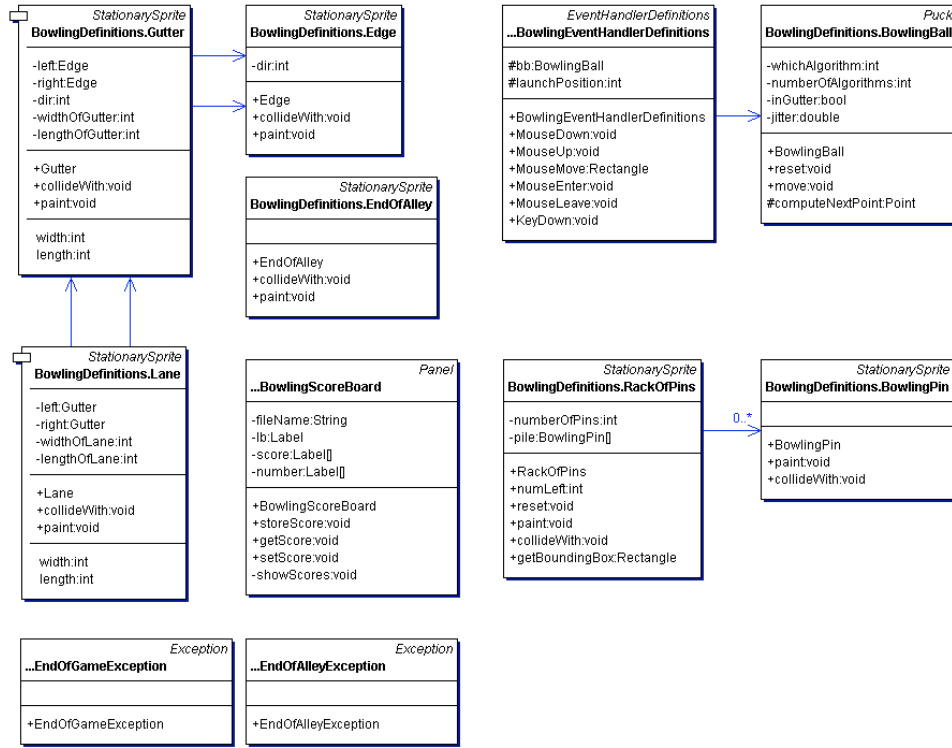 StationarySprite
BowlingDefinitions.Gutter
-left:Edge
-right:Edge
-dir:int
-widthOfGutter:int
-lengthOfGutter:int
+Gutter
+collideWith:void
+paint:void
width:int
length:int
StationarySprite
BowlingDefinitions.Edge
-dir:int
+Edge
+collideWith:void
+paint:void
StationarySprite
BowlingDefinitions.EndOfAlley
+EndOfAlley
+collideWith:void
+paint:void
EventHandlerDefinitions
...BowlingEventHandlerDefinitions
#bb:BowlingBall
#launchPosition:int
+BowlingEventHandlerDefinitions
+MouseDown:void
+MouseUp:void
+MouseMove:Rectangle
+MouseEnter:void
+MouseLeave:void
+KeyDown:void
Puck
BowlingDefinitions.BowlingBall
-whichAlgorithm:int
-numberOfAlgorithms:int
-inGutter:bool
-jitter:double
+BowlingBall
+reset:void
+move:void
#computeNextPoint:Point
StationarySprite
BowlingDefinitions.Lane
-left:Gutter
-right:Gutter
-widthOfLane:int
-lengthOfLane:int
+Lane
+collideWith:void
+paint:void
width:int
length:int
Panel
...BowlingScoreBoard
-fileName:String
-lb:Label
-score:Label[]
-number:Label[]
+BowlingScoreBoard
+storeScore:void
+getScore:void
+setScore:void
-showScores:void
StationarySprite
BowlingDefinitions.RackOfPins
-numberOfPins:int
-pile:BowlingPin[]
+RackOfPins
+numLeft:int
+reset:void
+paint:void
+collideWith:void
+getBoundingBox:Rectangle
0..*
StationarySprite
BowlingDefinitions.BowlingPin
+BowlingPin
+paint:void
+collideWith:void
Exception
...EndOfGameException
+EndOfGameException
Exception
...EndOfAlleyException
+EndOfAlleyException